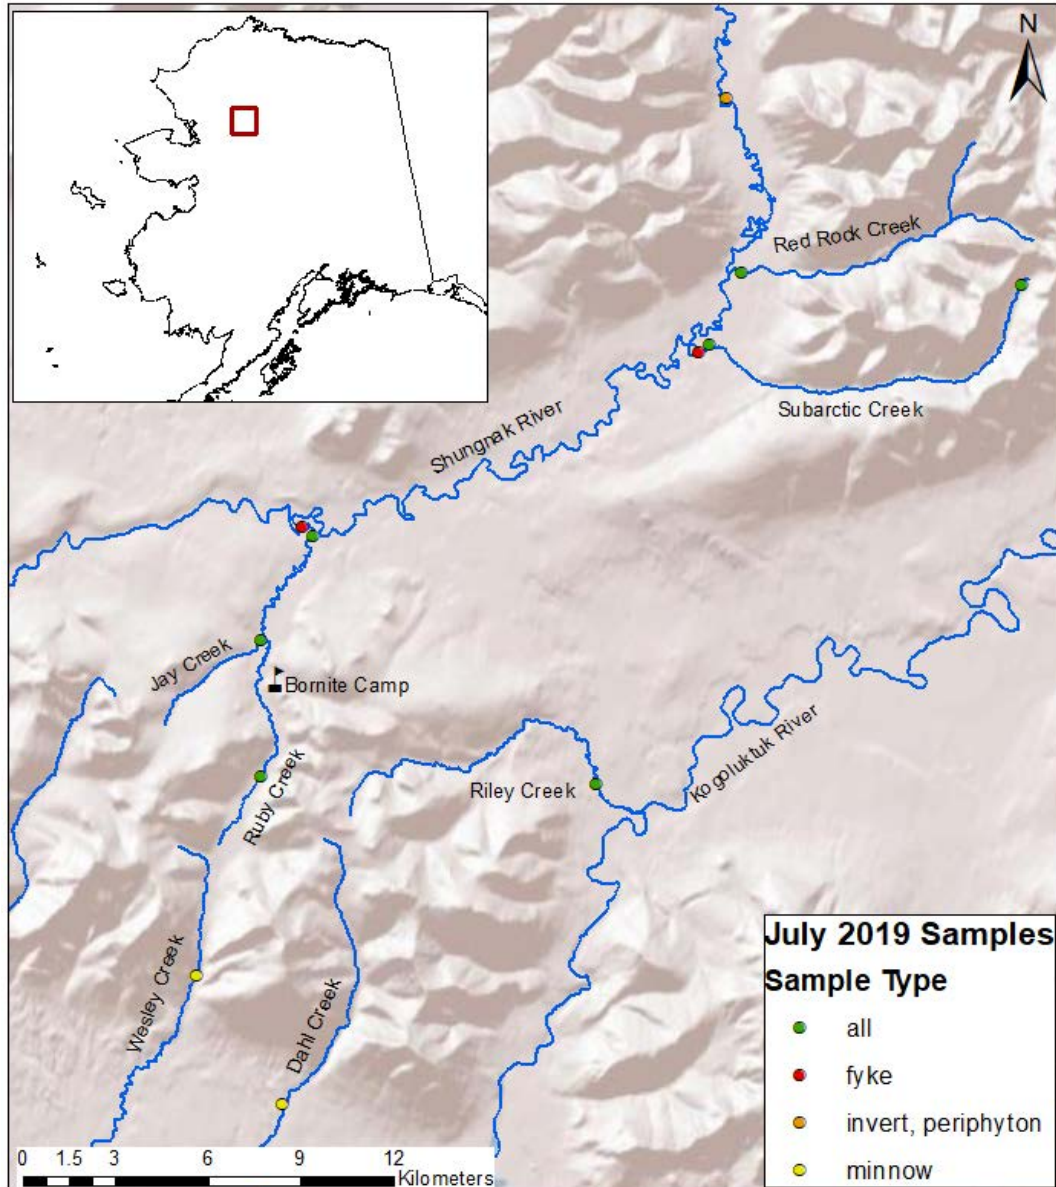 N
Red Rock Creek
Subarctic Creek
Shungnak River
Jay Creek
Bornite Camp
Kogoluktuk River
Riley Creek
Ruby Creek
Wesley Creek
Dahl Creek
July 2019 Samples
Sample Type
all
fyke
invert, periphyton
minnow
0 1.5 3 6 9 12
Kilometers